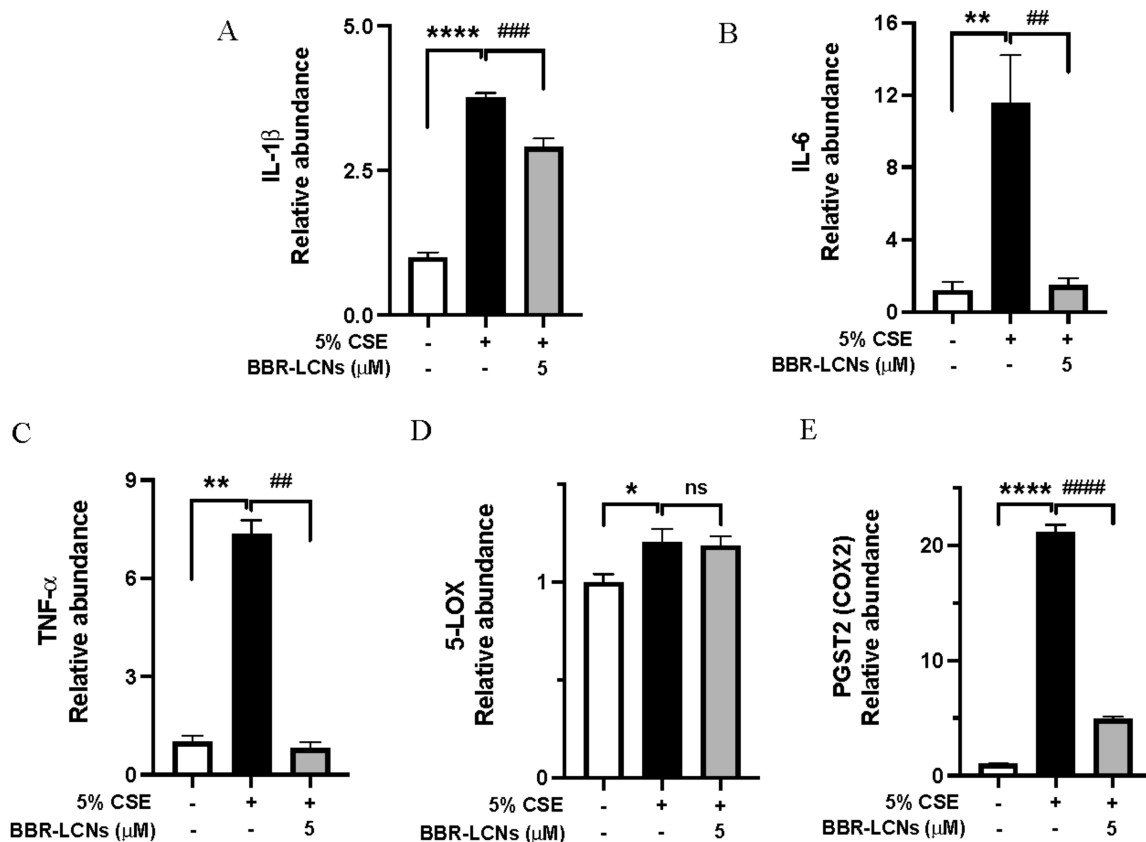 A
IL-1β
Relative abundance
5.0
2.5
0.0
**** ###
5% CSE - + +
BBR-LCNs (μM) - - 5
B
IL-6
Relative abundance
16
12
8
4
0
** ##
5% CSE - + +
BBR-LCNs (μM) - - 5
C
TNF-α
Relative abundance
9
6
3
0
** ##
5% CSE - + +
BBR-LCNs (μM) - - 5
D
5-LOX
Relative abundance
1
0
* ns
5% CSE - + +
BBR-LCNs (μM) - - 5
E
PGST2 (COX2)
Relative abundance
20
10
0
**** ####
5% CSE - + +
BBR-LCNs (μM) - - 5